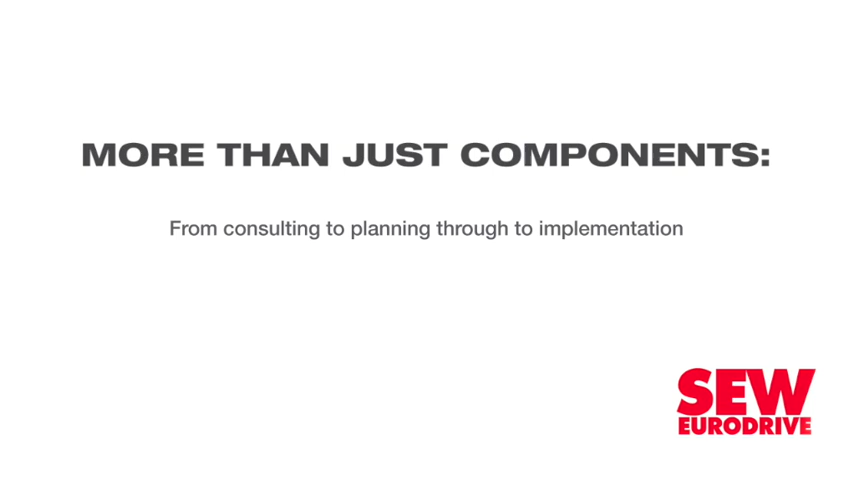 MORE THAN JUST COMPONENTS:
From consulting to planning through to implementation
SEW
EURODRIVE